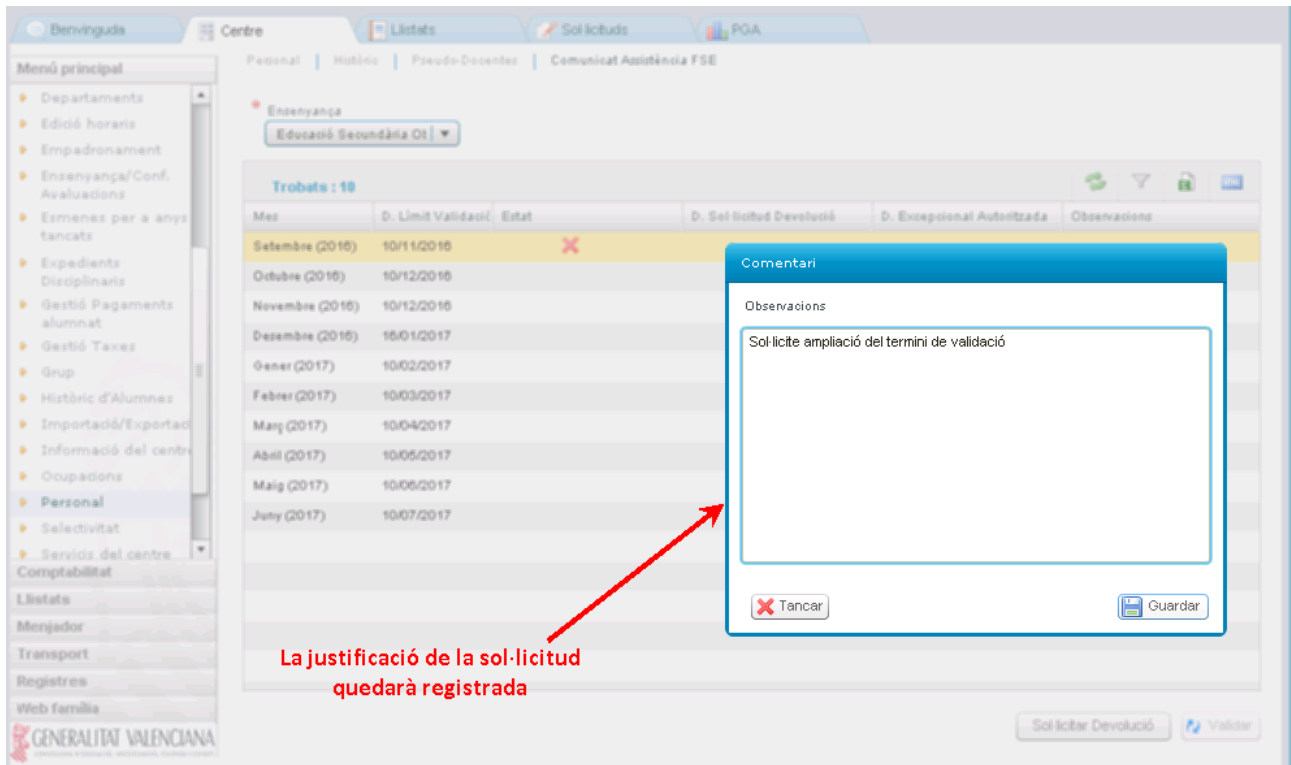 Benvinguda Centre Llistats Sol·licituds PGA
Menú principal
Personal | Històric | Pseudo-Docentes | Comunicat Assistència FSE
Departaments
Edició horaris
Empadronament
Ensenyança/Conf.
Avaluacions
Esmenes per a anys
tancats
Expedients
Disciplinaris
Gestió Pagaments
alumnat
Gestió Taxes
Grup
Històric d'Alumnes
Importació/Exportaci
Informació del centre
Ocupacions
Personal
Selectivitat
Servicis del centre
Comptabilitat
Llistats
Menjador
Transport
Registres
Web família
GENERALITAT VALENCIANA
* Ensenyança
Educació Secundària Ob
Trobats : 10
Mes D. Límit Validació Estat D. Sol·licitud Devolució D. Excepcional Autoritzada Observacions
Setembre (2016) 10/11/2016
Octubre (2016) 10/12/2016
Novembre (2016) 10/12/2016
Desembre (2016) 16/01/2017
Gener (2017) 10/02/2017
Febrer (2017) 10/03/2017
Març (2017) 10/04/2017
Abril (2017) 10/05/2017
Maig (2017) 10/06/2017
Juny (2017) 10/07/2017
Comentari
Observacions
Sol·licite ampliació del termini de validació
Tancar Guardar
La justificació de la sol·licitud
quedarà registrada
Sol·licitar Devolució Validar